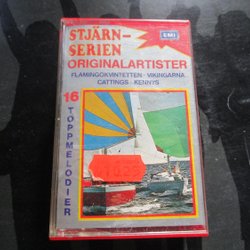 STJÄRN-
SERIEN
EMI
ORIGINALARTISTER
FLAMINGOKVINTETTEN · VIKINGARNA
CATTINGS · KENNYS
16 TOPPMELODIER